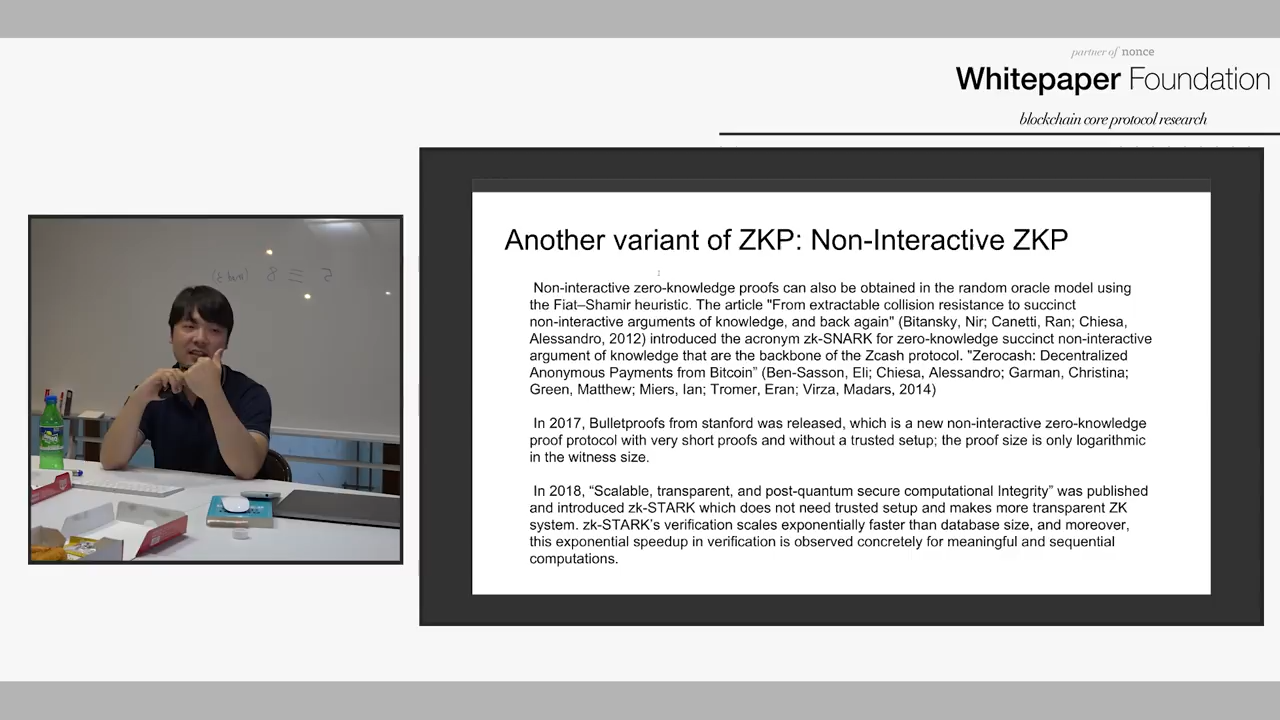 partner of nonce
Whitepaper Foundation
blockchain core protocol research
Another variant of ZKP: Non-Interactive ZKP
Non-interactive zero-knowledge proofs can also be obtained in the random oracle model using
the Fiat–Shamir heuristic. The article "From extractable collision resistance to succinct
non-interactive arguments of knowledge, and back again" (Bitansky, Nir; Canetti, Ran; Chiesa,
Alessandro, 2012) introduced the acronym zk-SNARK for zero-knowledge succinct non-interactive
argument of knowledge that are the backbone of the Zcash protocol. "Zerocash: Decentralized
Anonymous Payments from Bitcoin” (Ben-Sasson, Eli; Chiesa, Alessandro; Garman, Christina;
Green, Matthew; Miers, Ian; Tromer, Eran; Virza, Madars, 2014)
In 2017, Bulletproofs from stanford was released, which is a new non-interactive zero-knowledge
proof protocol with very short proofs and without a trusted setup; the proof size is only logarithmic
in the witness size.
In 2018, “Scalable, transparent, and post-quantum secure computational Integrity” was published
and introduced zk-STARK which does not need trusted setup and makes more transparent ZK
system. zk-STARK’s verification scales exponentially faster than database size, and moreover,
this exponential speedup in verification is observed concretely for meaningful and sequential
computations.